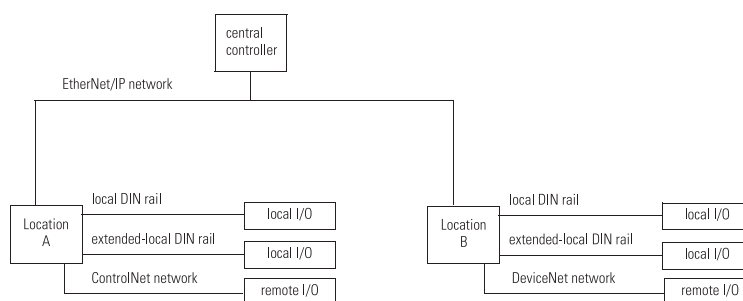 central
controller
EtherNet/IP network
local DIN rail
local I/O
Location
A
extended-local DIN rail
local I/O
ControlNet network
remote I/O
local DIN rail
local I/O
Location
B
extended-local DIN rail
local I/O
DeviceNet network
remote I/O